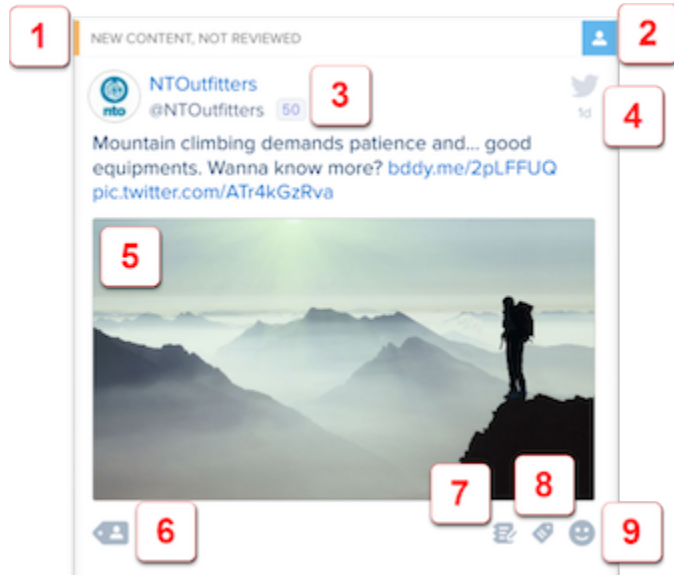 1
NEW CONTENT, NOT REVIEWED
2
NTOutfitters
3
@NTOutfitters 50
nto
1d
4
Mountain climbing demands patience and... good
equipments. Wanna know more? bddy.me/2pLFFUQ
pic.twitter.com/ATr4kGzRva
5
6
7
8
9